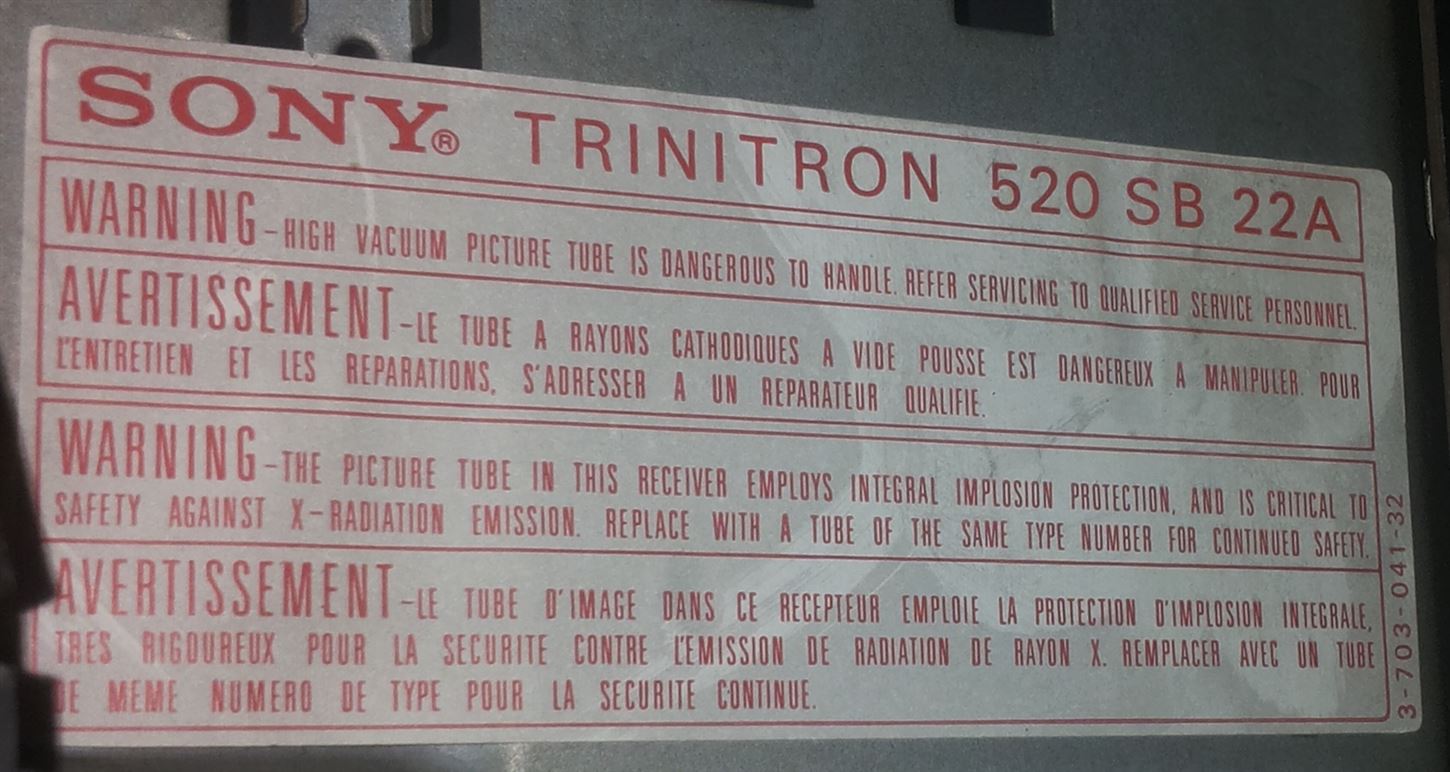 SONY® TRINITRON 520 SB 22A
WARNING-HIGH VACUUM PICTURE TUBE IS DANGEROUS TO HANDLE. REFER SERVICING TO QUALIFIED SERVICE PERSONNEL.
AVERTISSEMENT-LE TUBE A RAYONS CATHODIQUES A VIDE POUSSE EST DANGEREUX A MANIPULER. POUR
L'ENTRETIEN ET LES REPARATIONS, S'ADRESSER A UN REPARATEUR QUALIFIE.
WARNING-THE PICTURE TUBE IN THIS RECEIVER EMPLOYS INTEGRAL IMPLOSION PROTECTION, AND IS CRITICAL TO
SAFETY AGAINST X-RADIATION EMISSION. REPLACE WITH A TUBE OF THE SAME TYPE NUMBER FOR CONTINUED SAFETY.
AVERTISSEMENT-LE TUBE D'IMAGE DANS CE RECEPTEUR EMPLOIE LA PROTECTION D'IMPLOSION INTEGRALE,
TRES RIGOUREUX POUR LA SECURITE CONTRE L'EMISSION DE RADIATION DE RAYON X. REMPLACER AVEC UN TUBE
DE MEME NUMERO DE TYPE POUR LA SECURITE CONTINUE.
3-703-041-32